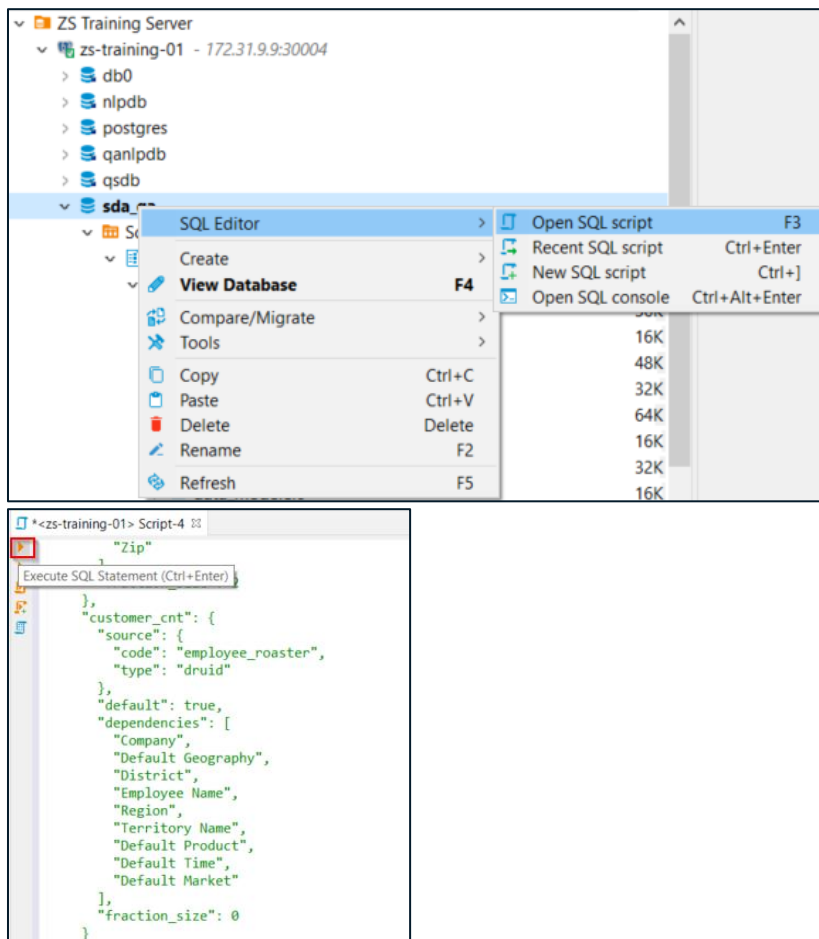 ZS Training Server
zs-training-01 - 172.31.9.9:30004
db0
nlpdb
postgres
qanlpdb
qsdb
sda_qa
SQL Editor
Open SQL script F3
Recent SQL script Ctrl+Enter
Create
New SQL script Ctrl+]
View Database F4
Open SQL console Ctrl+Alt+Enter
Compare/Migrate
Tools 16K
48K
Copy Ctrl+C
32K
Paste Ctrl+V
Delete Delete 64K
Rename F2 16K
32K
Refresh F5
16K
*<zs-training-01> Script-4
"Zip"
Execute SQL Statement (Ctrl+Enter)
},
"customer_cnt": {
"source": {
"code": "employee_roaster",
"type": "druid"
},
"default": true,
"dependencies": [
"Company",
"Default Geography",
"District",
"Employee Name",
"Region",
"Territory Name",
"Default Product",
"Default Time",
"Default Market"
],
"fraction_size": 0
}